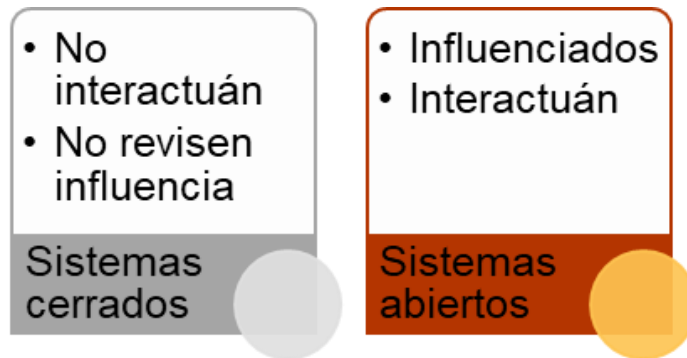 • No
interactuán
• No revisen
influencia
Sistemas
cerrados
• Influenciados
• Interactuán
Sistemas
abiertos